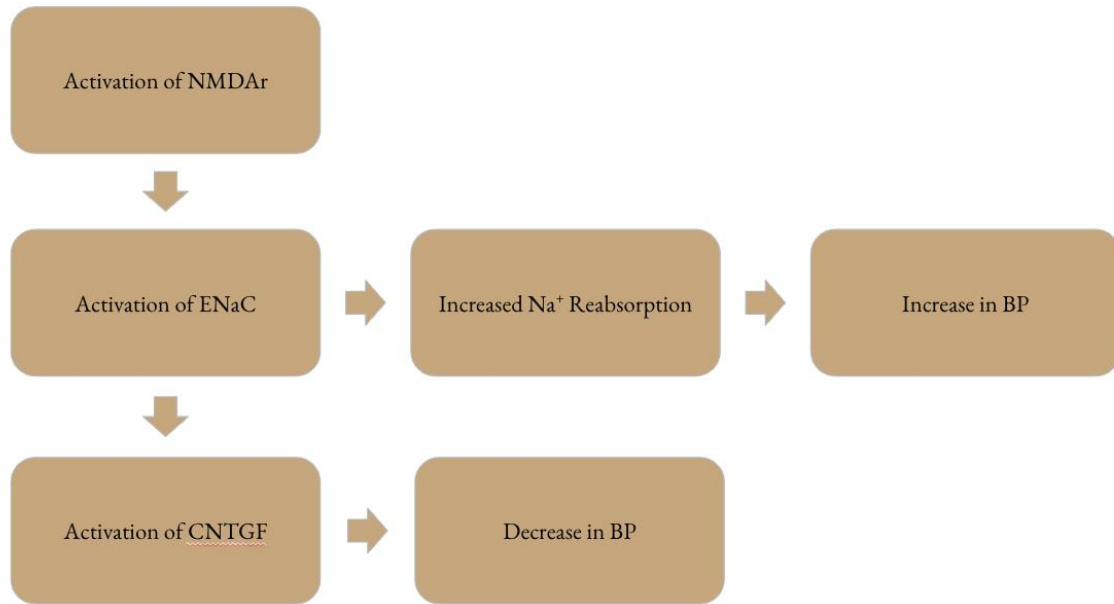 Activation of NMDAr
Activation of ENaC
Increased Na⁺ Reabsorption
Increase in BP
Activation of CNTGF
Decrease in BP